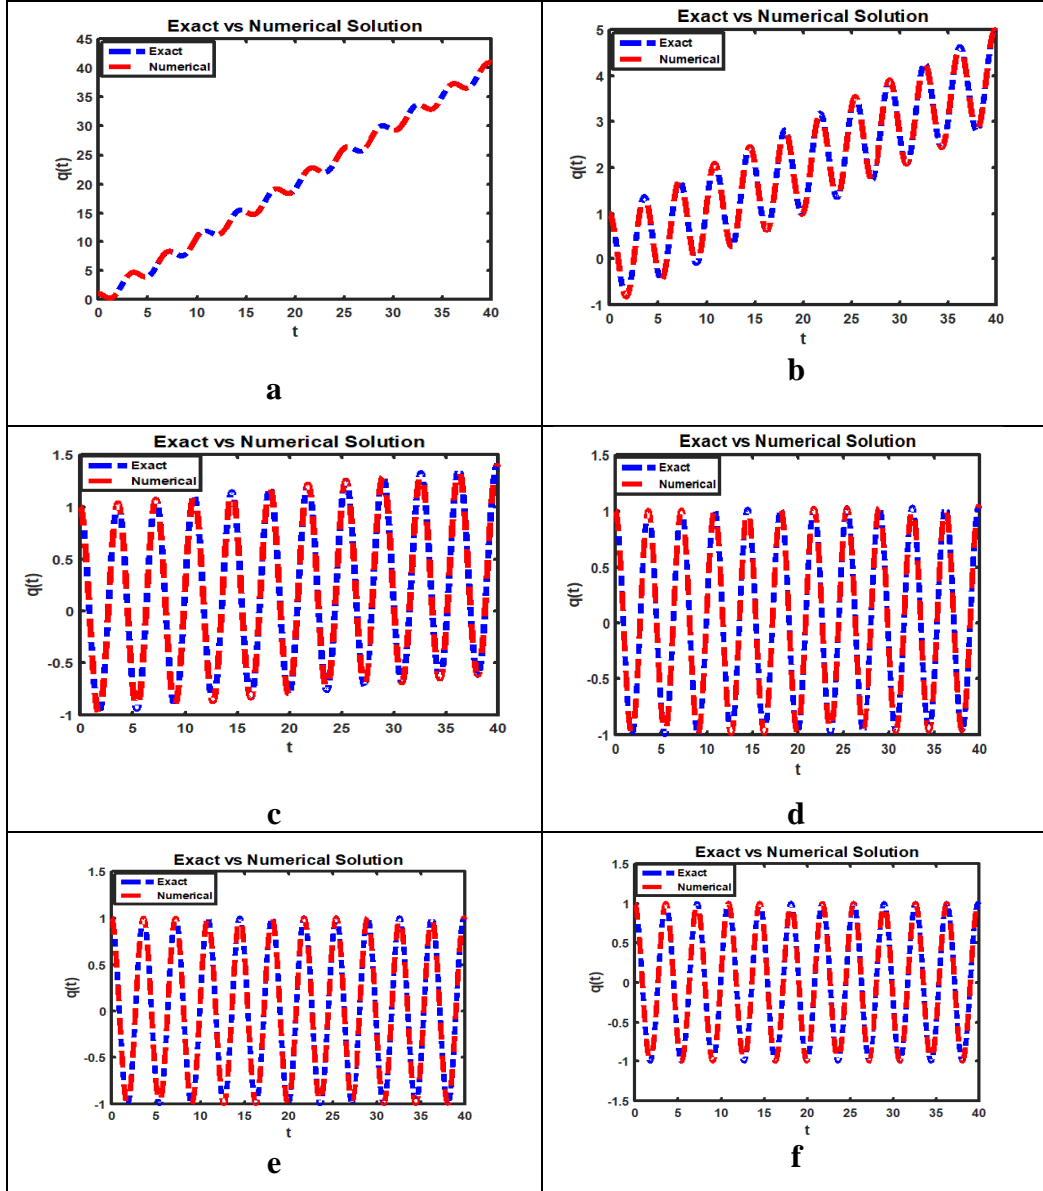 Exact vs Numerical Solution
45
40
35
30
25
20
15
10
5
0
q(t)
Exact
Numerical
0 5 10 15 20 25 30 35 40
t
a
Exact vs Numerical Solution
5
4
3
2
1
0
-1
q(t)
Exact
Numerical
0 5 10 15 20 25 30 35 40
t
b
Exact vs Numerical Solution
1.5
1
0.5
0
-0.5
-1
q(t)
Exact
Numerical
0 5 10 15 20 25 30 35 40
t
c
Exact vs Numerical Solution
1.5
1
0.5
0
-0.5
-1
q(t)
Exact
Numerical
0 5 10 15 20 25 30 35 40
t
d
Exact vs Numerical Solution
1.5
1
0.5
0
-0.5
-1
q(t)
Exact
Numerical
0 5 10 15 20 25 30 35 40
t
e
Exact vs Numerical Solution
1.5
1
0.5
0
-0.5
-1
-1.5
q(t)
Exact
Numerical
0 5 10 15 20 25 30 35 40
t
f